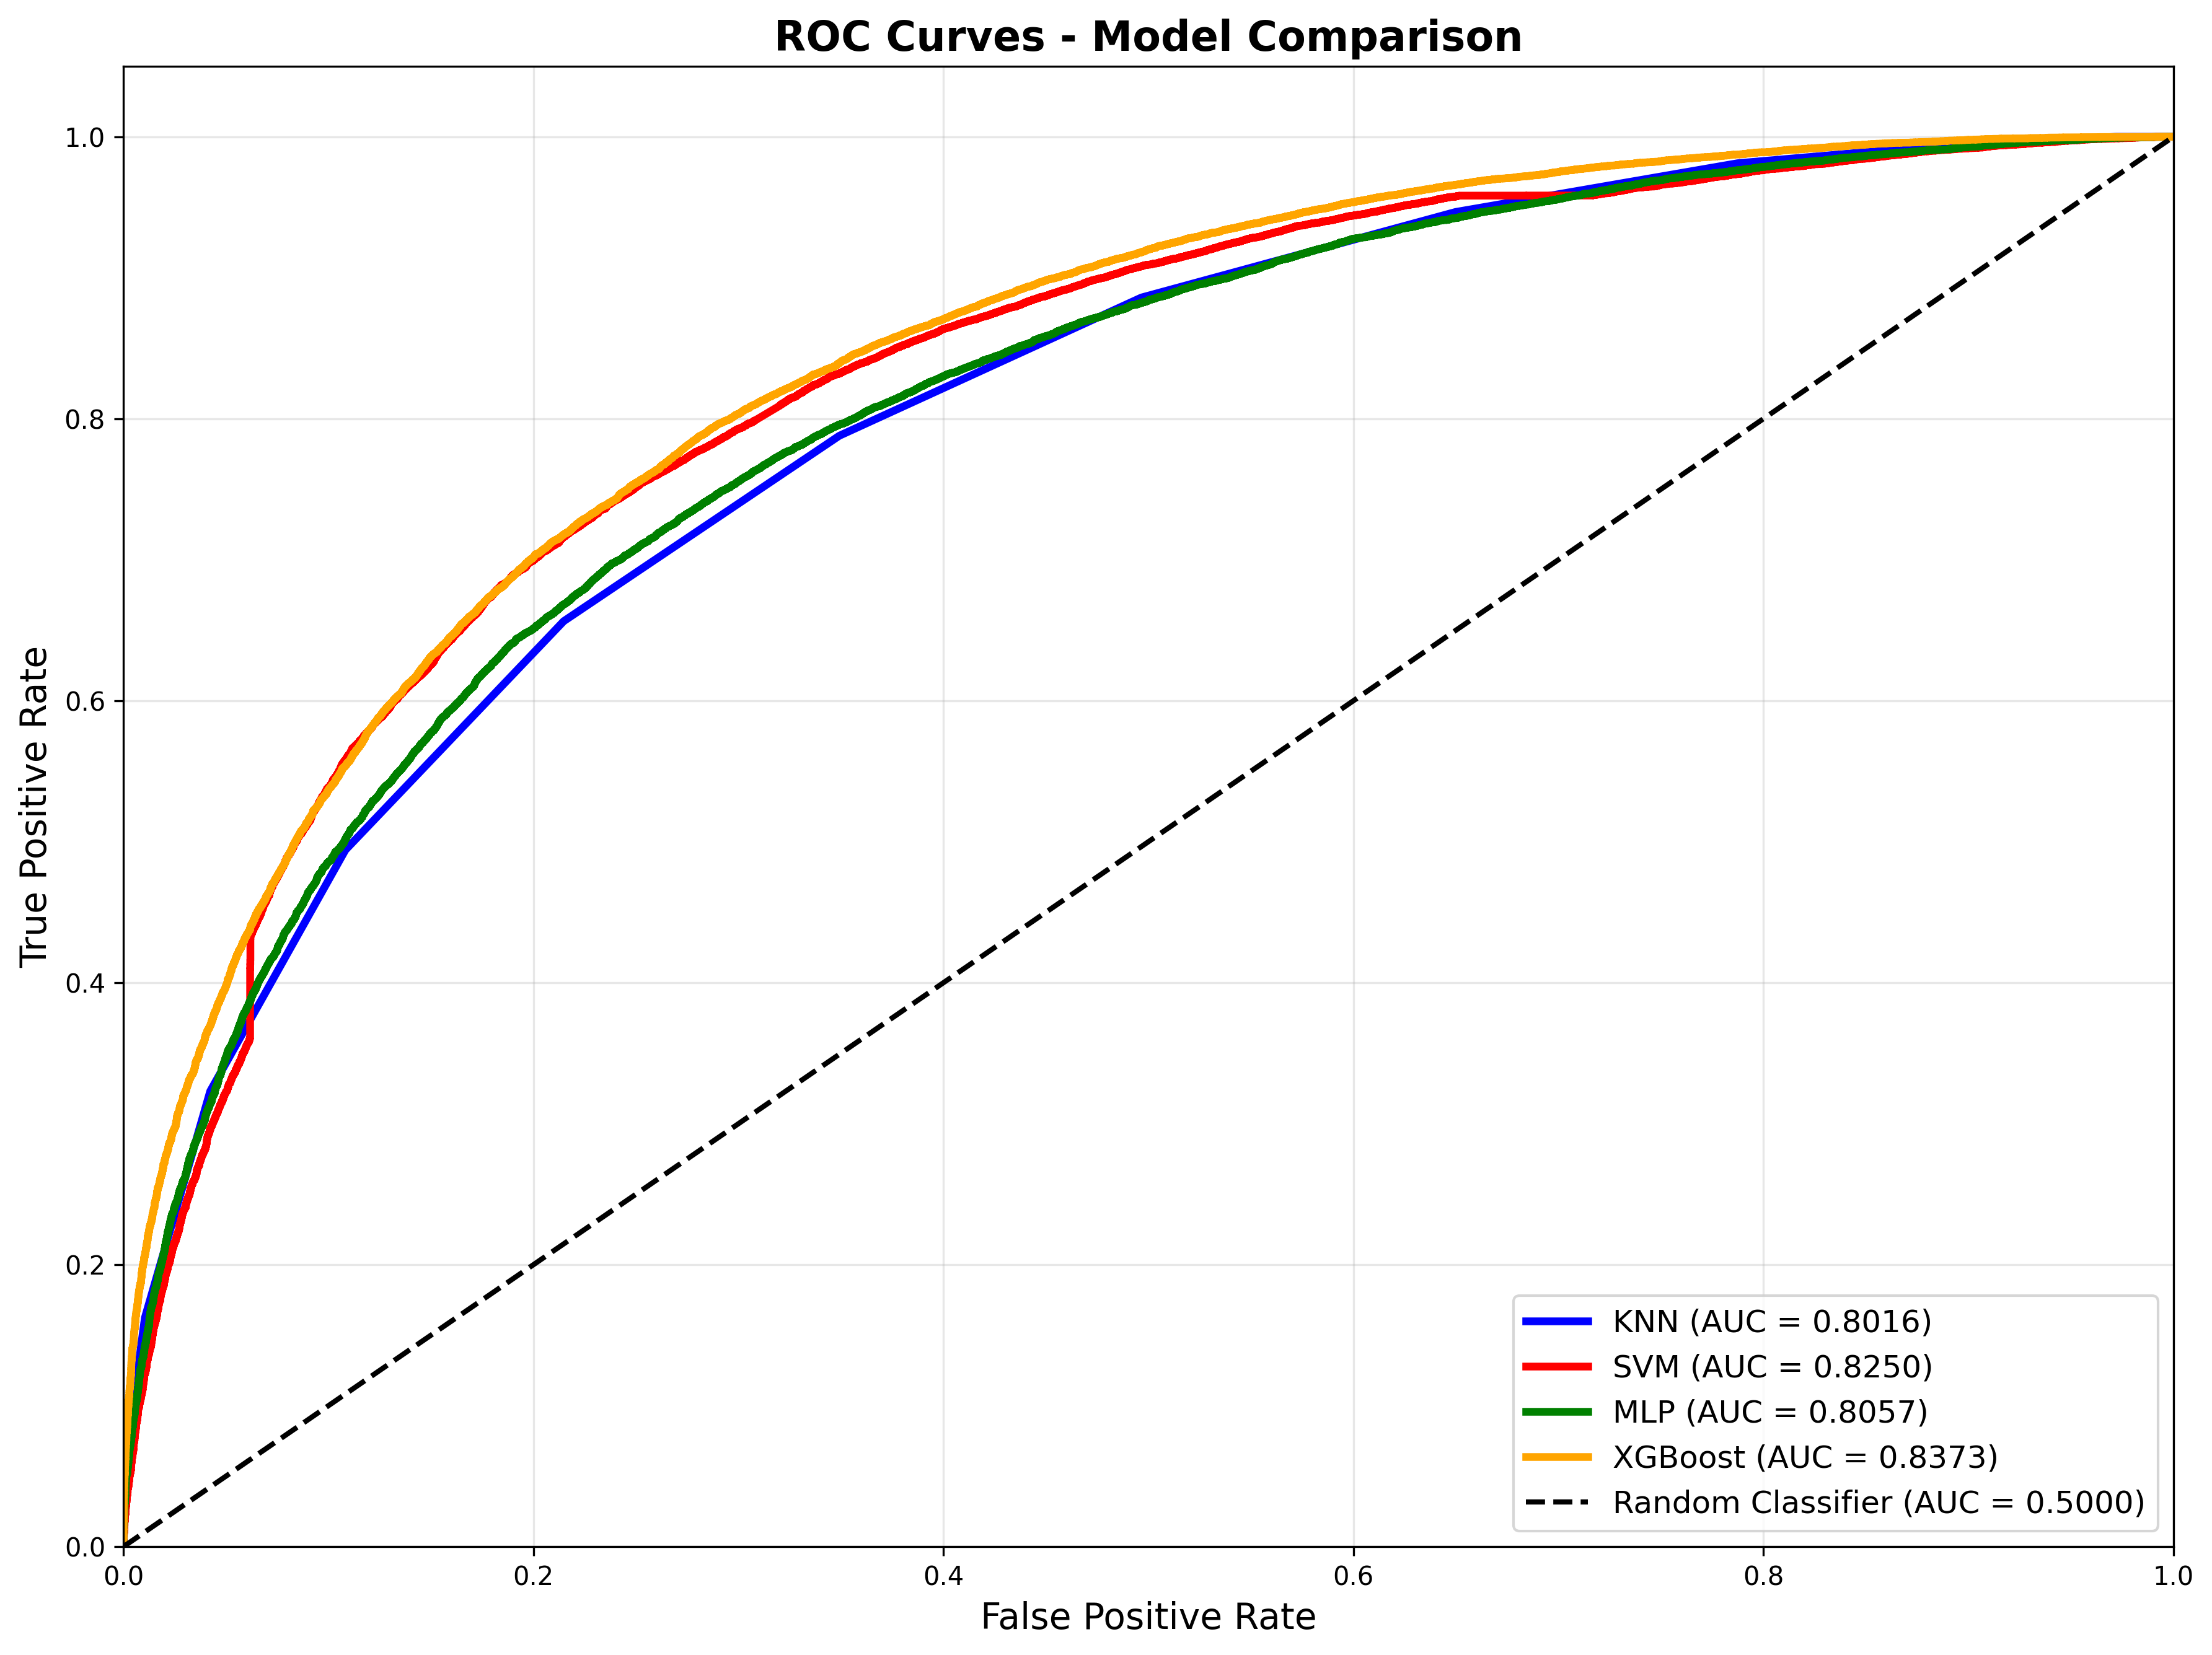 ROC Curves - Model Comparison
True Positive Rate
1.0
0.8
0.6
0.4
0.2
0.0
0.0 0.2 0.4 0.6 0.8 1.0
False Positive Rate
KNN (AUC = 0.8016)
SVM (AUC = 0.8250)
MLP (AUC = 0.8057)
XGBoost (AUC = 0.8373)
Random Classifier (AUC = 0.5000)